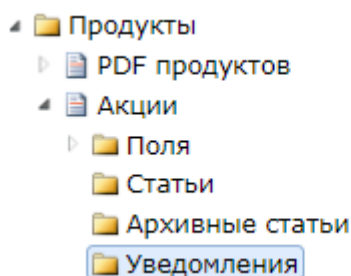 Продукты
PDF продуктов
Акции
Поля
Статьи
Архивные статьи
Уведомления